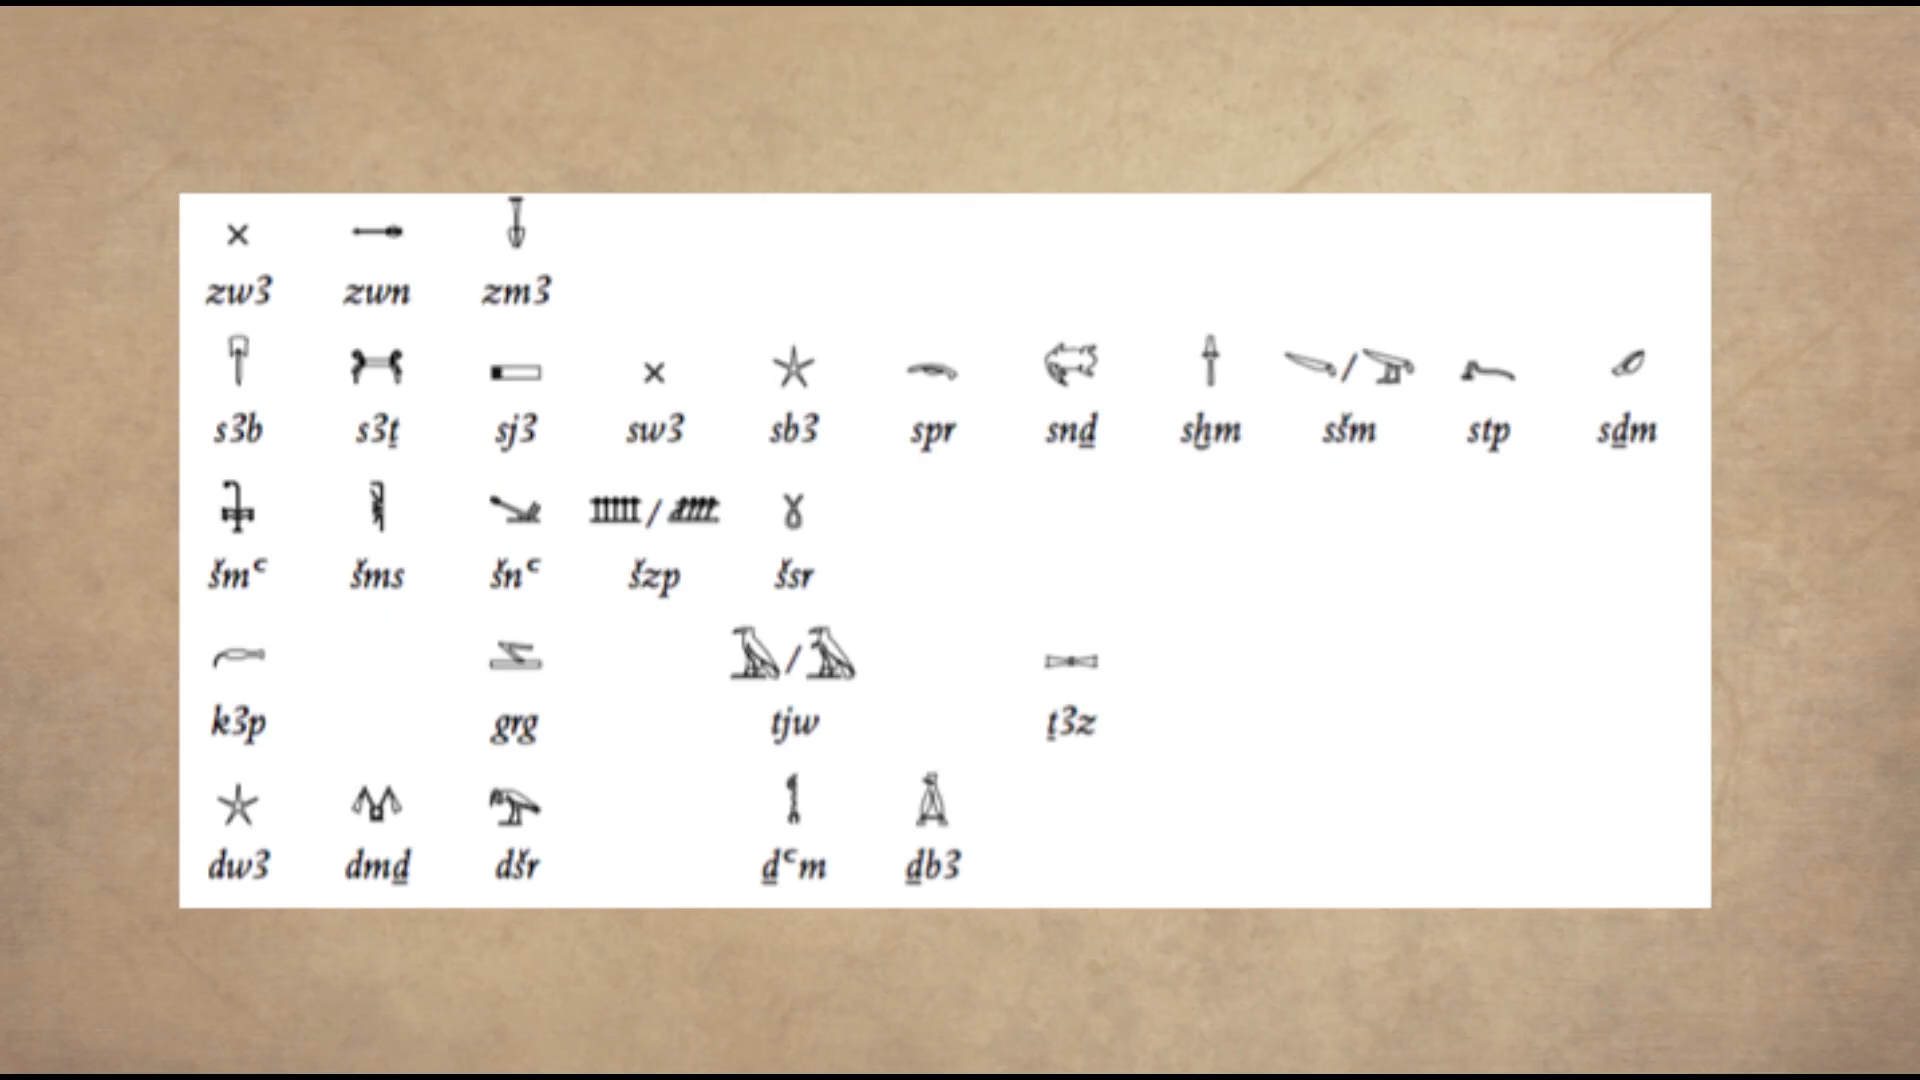 zw3 zwn zm3
s3b s3ṯ sj3 sw3 sb3 spr snḏ sḫm sšm stp sḏm
šmꜥ šms šnꜥ šzp šsr
k3p grg tjw ṯ3z
dw3 dmḏ dšr ḏꜥm ḏb3